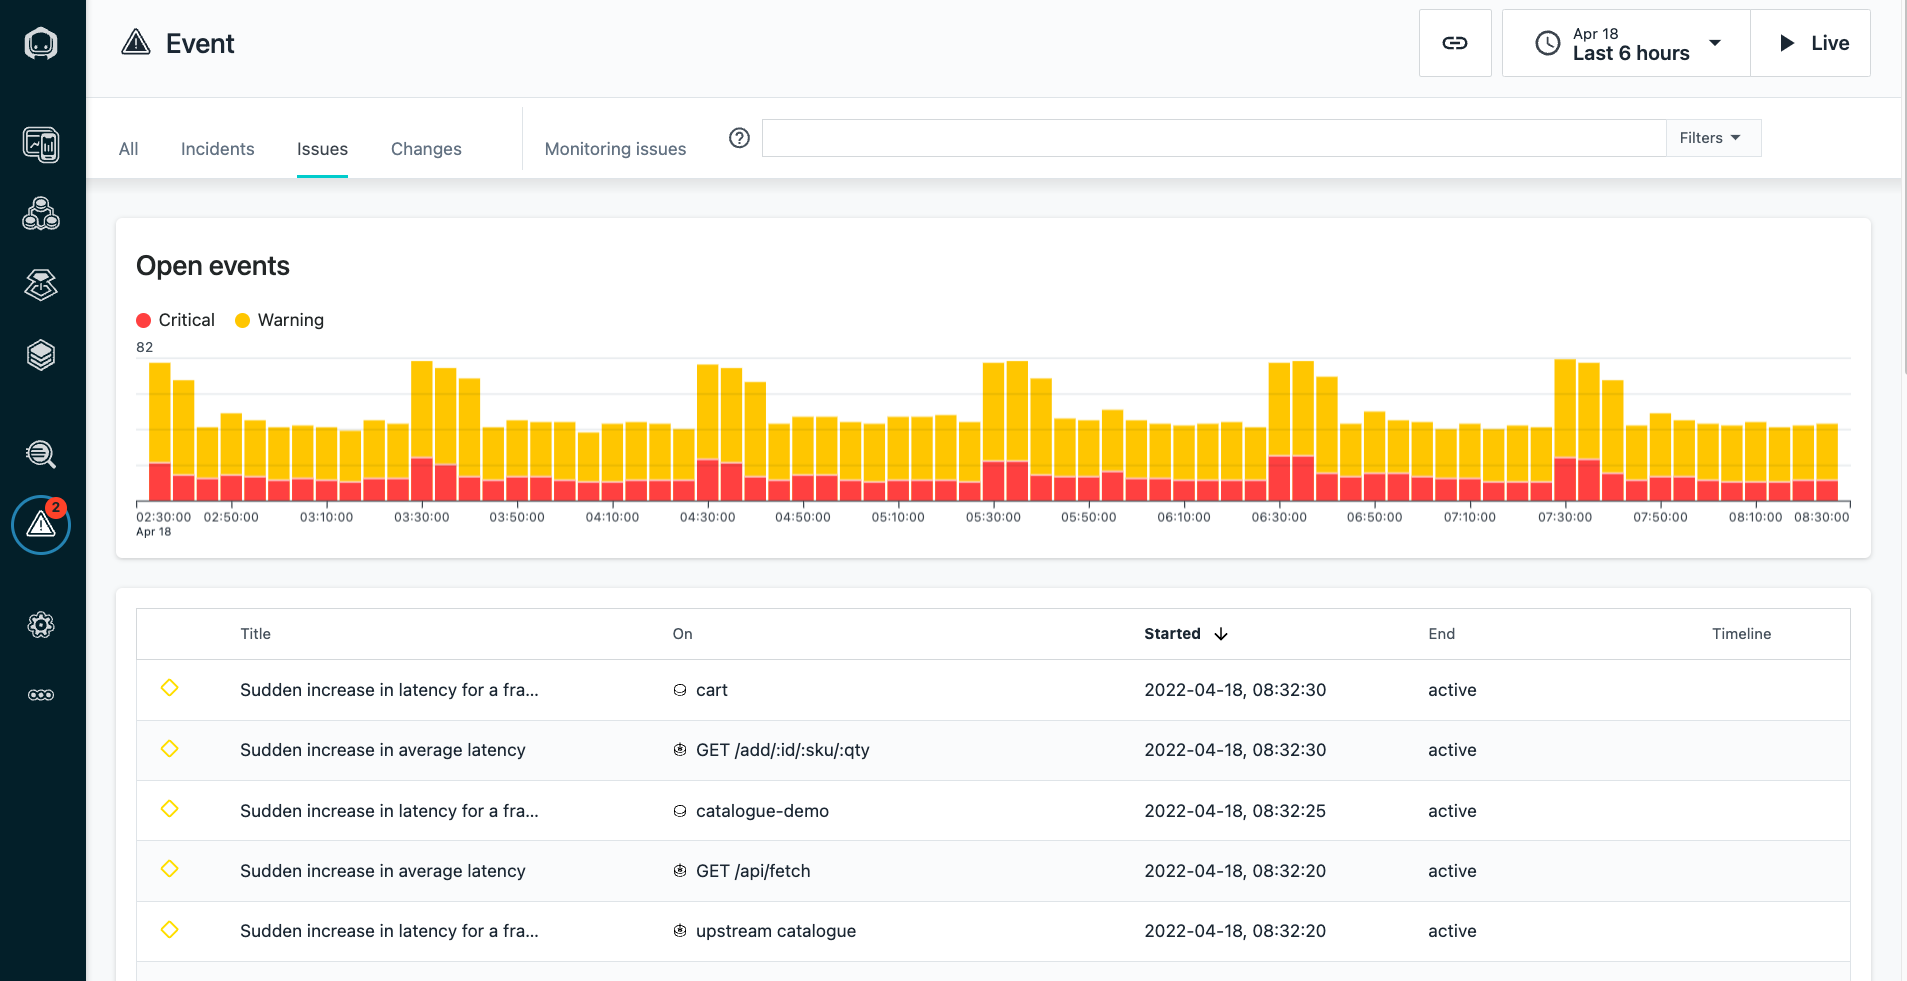 Event
Apr 18
Last 6 hours
Live
All Incidents Issues Changes Monitoring issues Filters
2
Open events
Critical Warning
82
02:30:00 02:50:00 03:10:00 03:30:00 03:50:00 04:10:00 04:30:00 04:50:00 05:10:00 05:30:00 05:50:00 06:10:00 06:30:00 06:50:00 07:10:00 07:30:00 07:50:00 08:10:00 08:30:00
Apr 18
Title On Started End Timeline
Sudden increase in latency for a fra... cart 2022-04-18, 08:32:30 active
Sudden increase in average latency GET /add/:id/:sku/:qty 2022-04-18, 08:32:30 active
Sudden increase in latency for a fra... catalogue-demo 2022-04-18, 08:32:25 active
Sudden increase in average latency GET /api/fetch 2022-04-18, 08:32:20 active
Sudden increase in latency for a fra... upstream catalogue 2022-04-18, 08:32:20 active